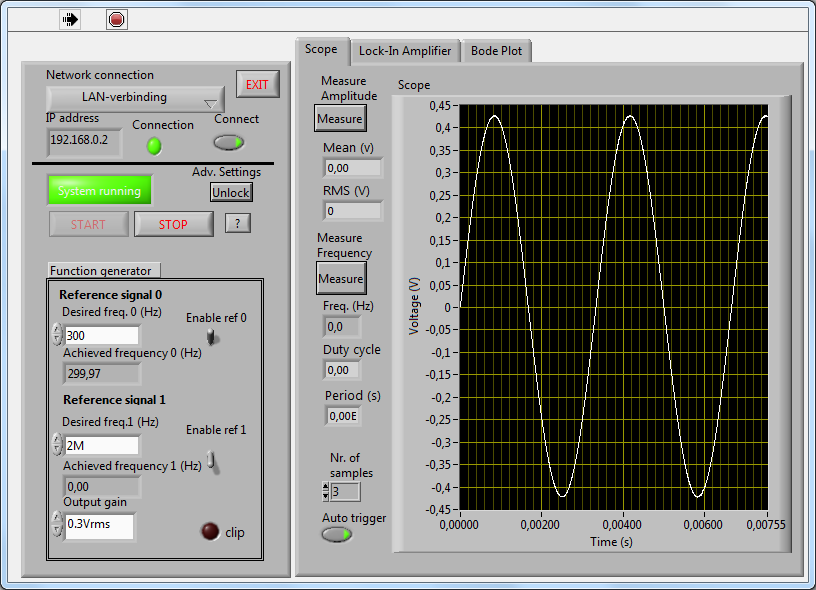 Scope
Lock-In Amplifier
Bode Plot
Network connection
LAN-verbinding
EXIT
IP address
192.168.0.2
Connection
Connect
Adv. Settings
System running
Unlock
START
STOP
?
Function generator
Reference signal 0
Desired freq. 0 (Hz)
300
Enable ref 0
Achieved frequency 0 (Hz)
299,97
Reference signal 1
Desired freq.1 (Hz)
2M
Enable ref 1
Achieved frequency 1 (Hz)
0,00
Output gain
0.3Vrms
clip
Measure
Amplitude
Measure
Mean (v)
0,00
RMS (V)
0
Measure
Frequency
Measure
Freq. (Hz)
0,0
Duty cycle
0,00
Period (s)
0,00E
Nr. of
samples
3
Auto trigger
Scope
Voltage (V)
0,45
0,4
0,35
0,3
0,25
0,2
0,15
0,1
0,05
0
-0,05
-0,1
-0,15
-0,2
-0,25
-0,3
-0,35
-0,4
-0,45
0,00000 0,00200 0,00400 0,00600 0,00755
Time (s)